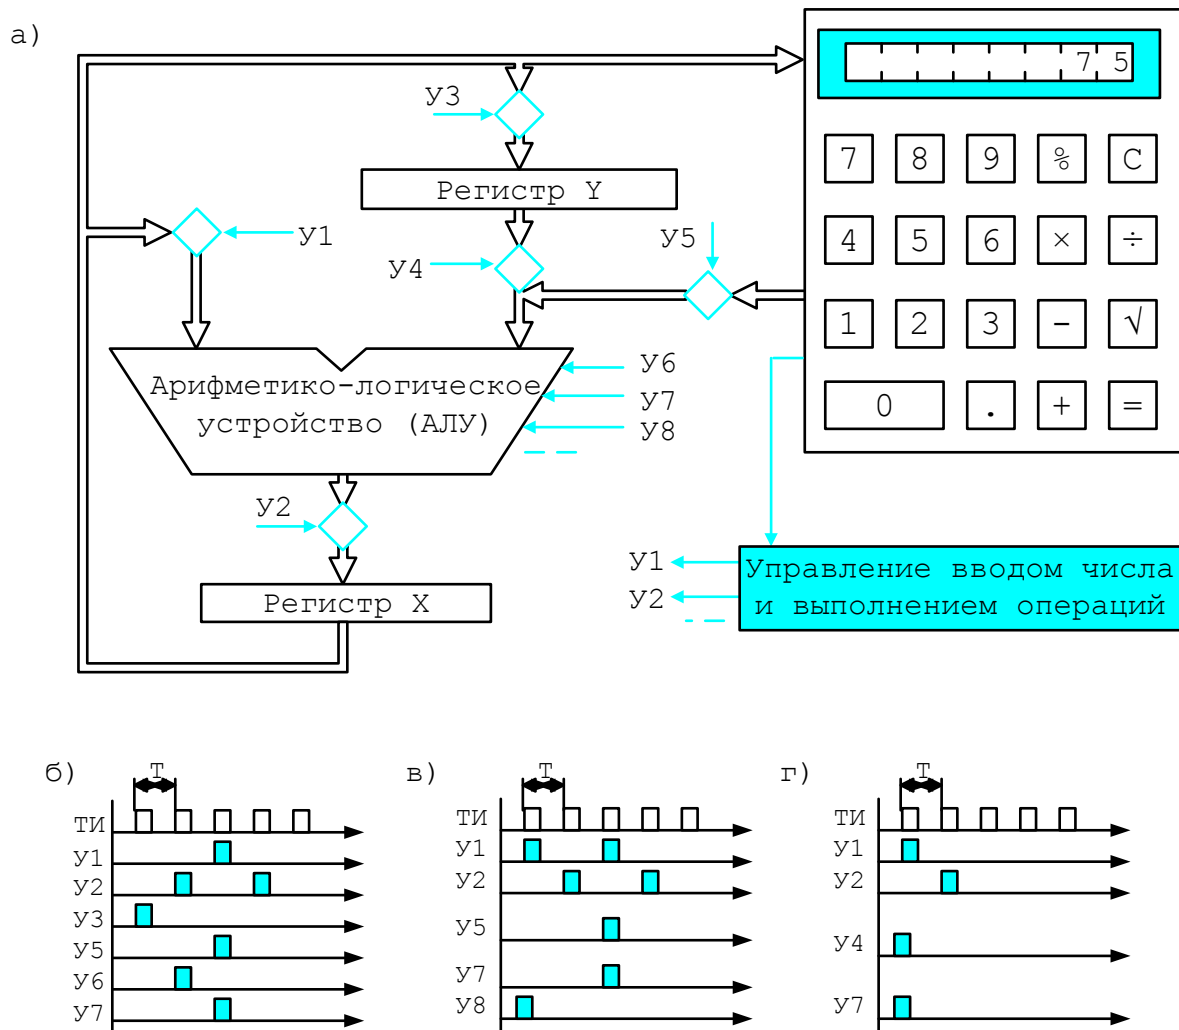 а)
7 5
У3
7 8 9 % С
Регистр Y
У1
У5
4 5 6 × ÷
У4
1 2 3 - √
Арифметико-логическое
устройство (АЛУ)
У6
У7
У8
0 . + =
У2
У1
У2
Управление вводом числа
и выполнением операций
Регистр X
б)
Т
ТИ
У1
У2
У3
У5
У6
У7
в)
Т
ТИ
У1
У2
У5
У7
У8
г)
Т
ТИ
У1
У2
У4
У7